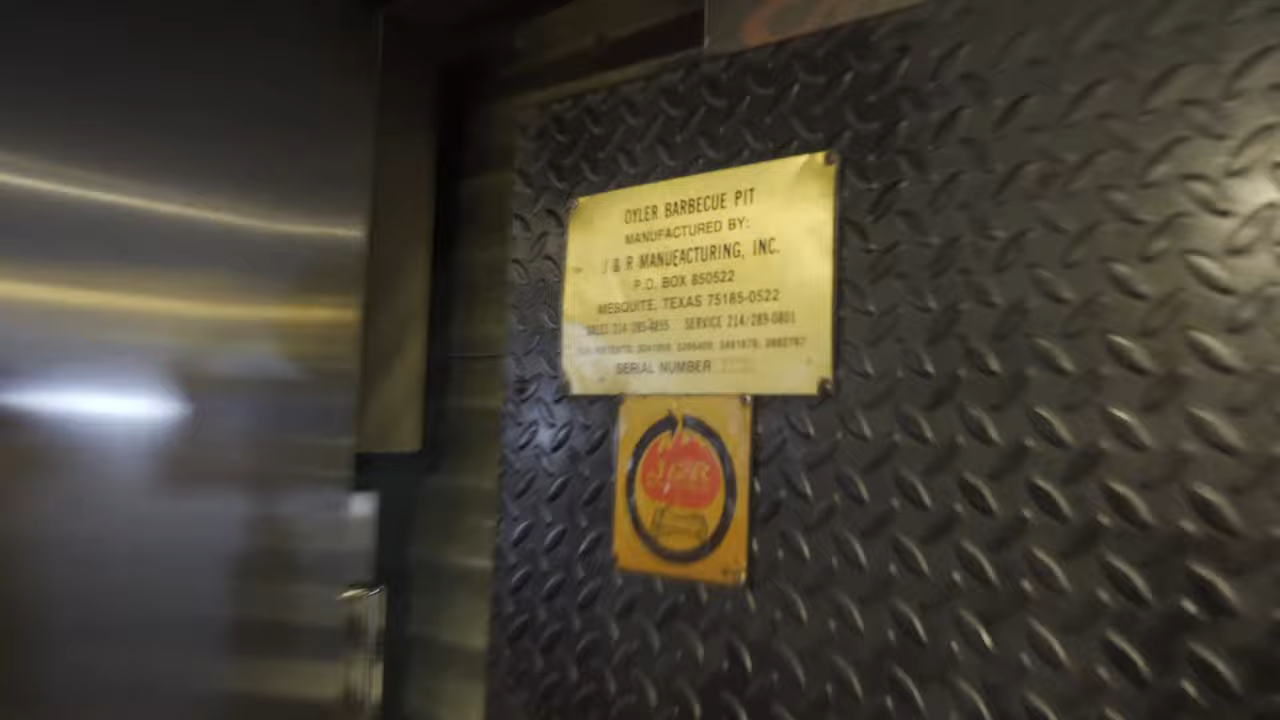 OYLER BARBECUE PIT
MANUFACTURED BY:
J & R MANUFACTURING, INC.
P.O. BOX 850522
MESQUITE, TEXAS 75185-0522
SALES SERVICE 214/289-0801
SERIAL NUMBER
J&R